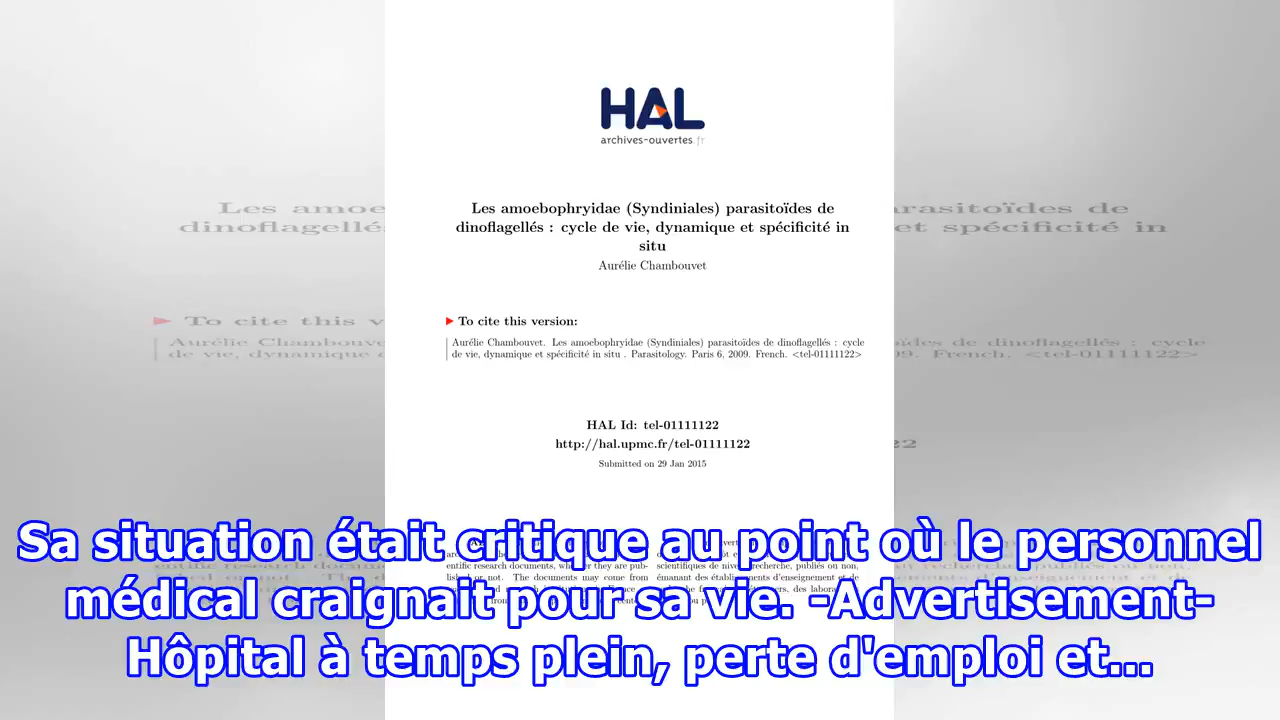 HAL
archives-ouvertes.fr
Les amoebophryidae (Syndiniales) parasitoïdes de
dinoflagellés : cycle de vie, dynamique et spécificité in
situ
Aurélie Chambouvet
To cite this version:
Aurélie Chambouvet. Les amoebophryidae (Syndiniales) parasitoïdes de dinoflagellés : cycle
de vie, dynamique et spécificité in situ . Parasitology. Paris 6, 2009. French. <tel-01111122>
HAL Id: tel-01111122
http://hal.upmc.fr/tel-01111122
Submitted on 29 Jan 2015
Sa situation était critique au point où le personnel
médical craignait pour sa vie. -Advertisement-
Hôpital à temps plein, perte d'emploi et...